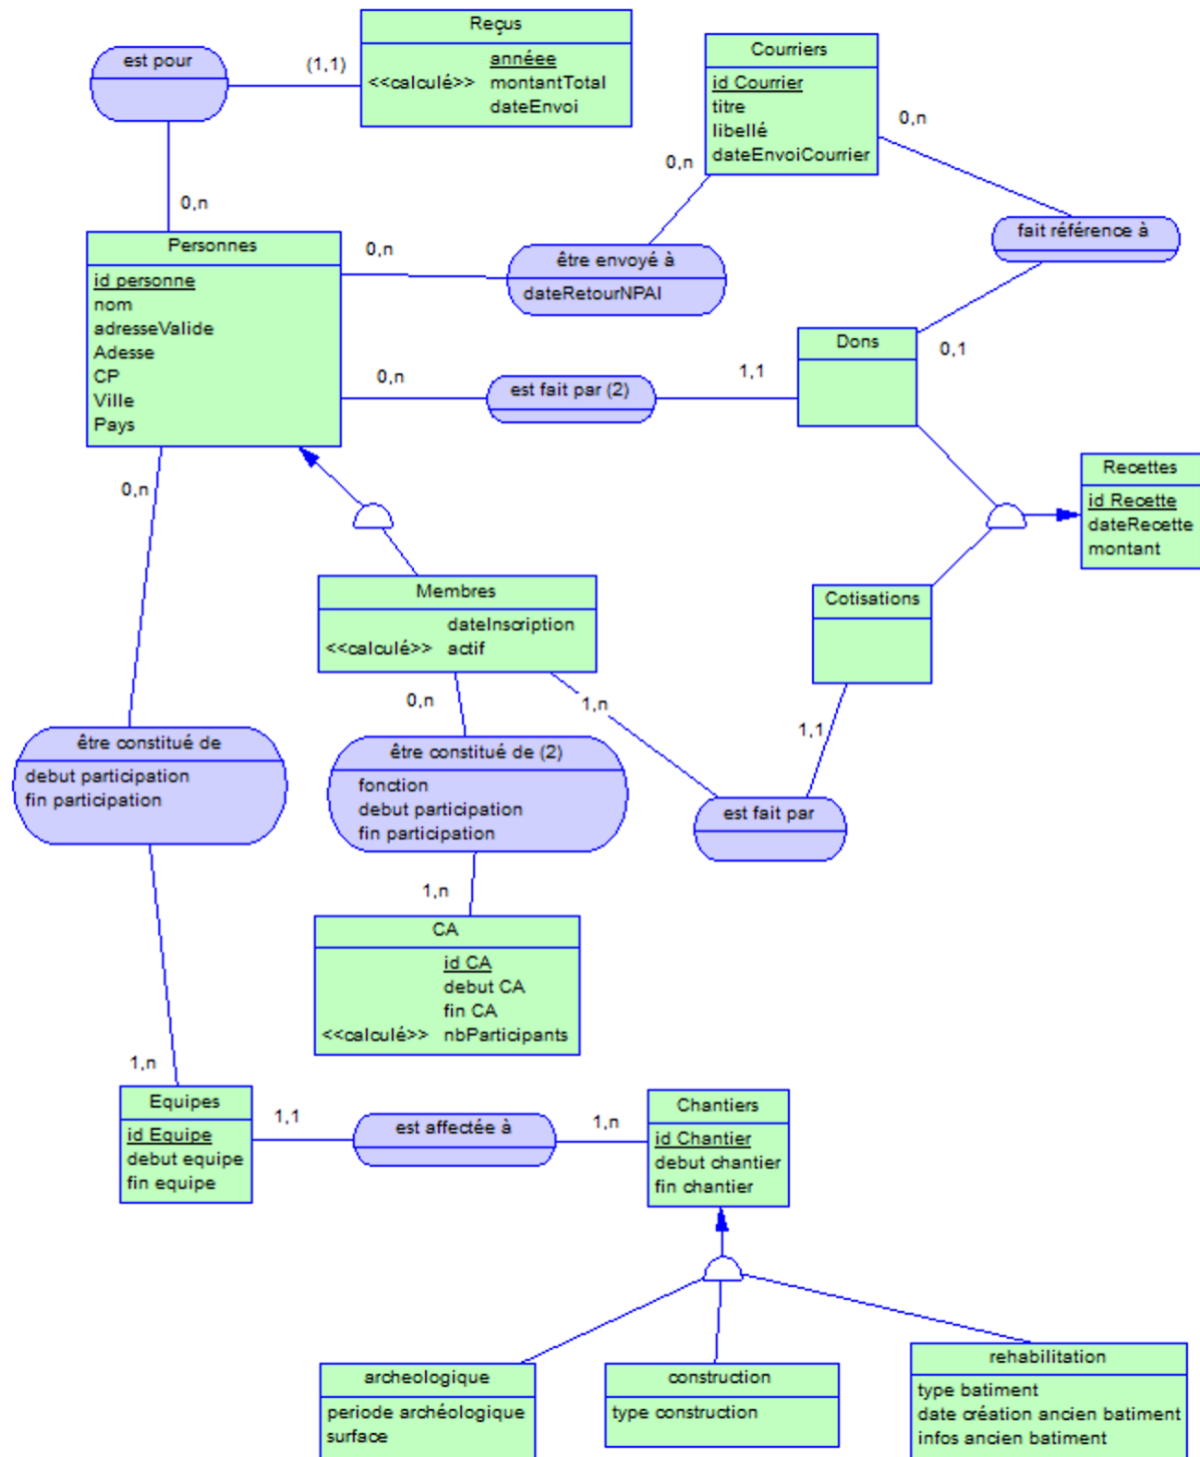 Reçus
annéee
<<calculé>> montantTotal
dateEnvoi
est pour
(1,1)
0,n
Courriers
id Courrier
titre
libellé
dateEnvoiCourrier
0,n
0,n
fait référence à
0,1
Personnes
id personne
nom
adresseValide
Adesse
CP
Ville
Pays
0,n
être envoyé à
dateRetourNPAI
0,n
est fait par (2)
1,1
Dons
Recettes
id Recette
dateRecette
montant
0,n
Membres
dateInscription
<<calculé>> actif
Cotisations
0,n
1,n
1,1
être constitué de
debut participation
fin participation
être constitué de (2)
fonction
debut participation
fin participation
est fait par
1,n
CA
id CA
debut CA
fin CA
<<calculé>> nbParticipants
1,n
Equipes
id Equipe
debut equipe
fin equipe
1,1
est affectée à
1,n
Chantiers
id Chantier
debut chantier
fin chantier
archeologique
periode archéologique
surface
construction
type construction
rehabilitation
type batiment
date création ancien batiment
infos ancien batiment